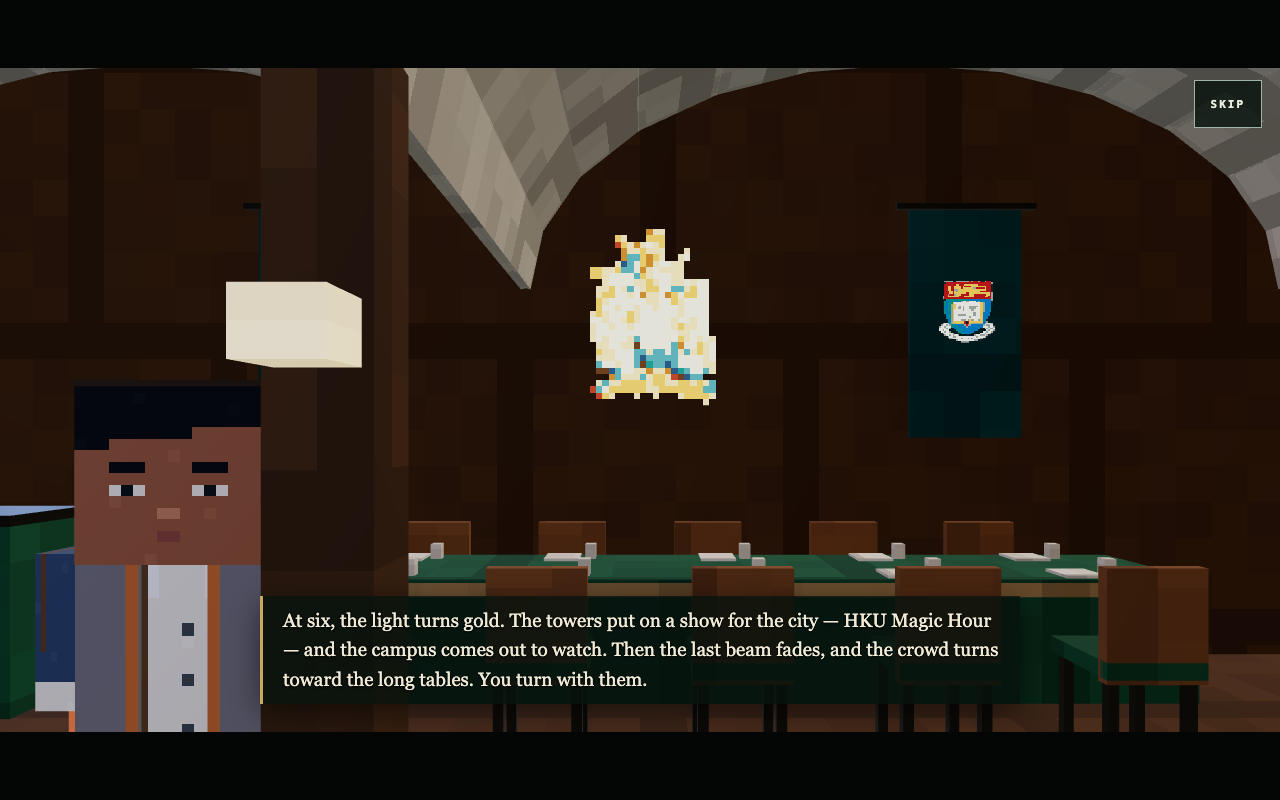 SKIP
At six, the light turns gold. The towers put on a show for the city — HKU Magic Hour
— and the campus comes out to watch. Then the last beam fades, and the crowd turns
toward the long tables. You turn with them.